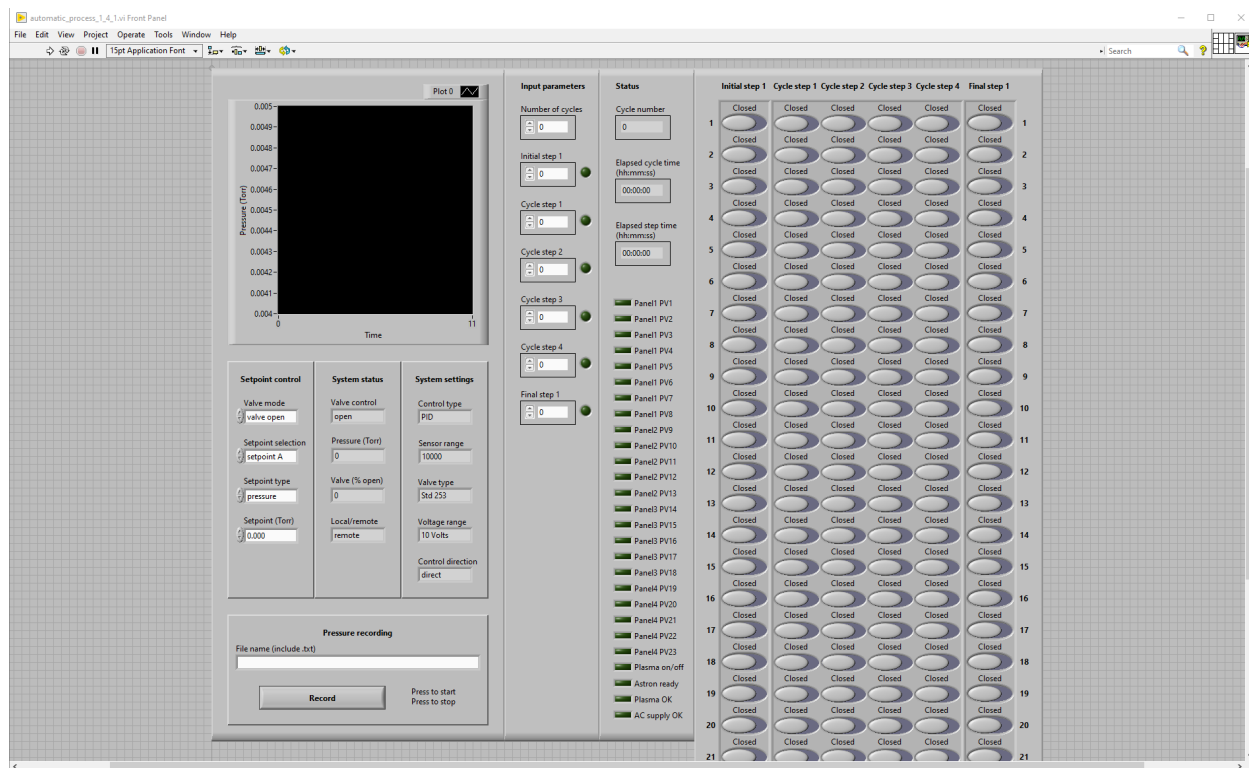 automatic_process_1_4_1.vi Front Panel
File Edit View Project Operate Tools Window Help
15pt Application Font
Search
Plot 0
Pressure (Torr)
0.005
0.0049
0.0048
0.0047
0.0046
0.0045
0.0044
0.0043
0.0042
0.0041
0.004
0 11
Time
Setpoint control
Valve mode
valve open
Setpoint selection
setpoint A
Setpoint type
pressure
Setpoint (Torr)
0.000
System status
Valve control
open
Pressure (Torr)
0
Valve (% open)
0
Local/remote
remote
System settings
Control type
PID
Sensor range
10000
Valve type
Std 253
Voltage range
10 Volts
Control direction
direct
Pressure recording
File name (include .txt)
Record
Press to start
Press to stop
Input parameters
Number of cycles
0
Initial step 1
0
Cycle step 1
0
Cycle step 2
0
Cycle step 3
0
Cycle step 4
0
Final step 1
0
Status
Cycle number
0
Elapsed cycle time
(hh:mm:ss)
00:00:00
Elapsed step time
(hh:mm:ss)
00:00:00
Panel1 PV1
Panel1 PV2
Panel1 PV3
Panel1 PV4
Panel1 PV5
Panel1 PV6
Panel1 PV7
Panel1 PV8
Panel2 PV9
Panel2 PV10
Panel2 PV11
Panel2 PV12
Panel2 PV13
Panel3 PV14
Panel3 PV15
Panel3 PV16
Panel3 PV17
Panel3 PV18
Panel4 PV19
Panel4 PV20
Panel4 PV21
Panel4 PV22
Panel4 PV23
Plasma on/off
Astron ready
Plasma OK
AC supply OK
Initial step 1 Cycle step 1 Cycle step 2 Cycle step 3 Cycle step 4 Final step 1
Closed Closed Closed Closed Closed Closed
1 1
Closed Closed Closed Closed Closed Closed
2 2
Closed Closed Closed Closed Closed Closed
3 3
Closed Closed Closed Closed Closed Closed
4 4
Closed Closed Closed Closed Closed Closed
5 5
Closed Closed Closed Closed Closed Closed
6 6
Closed Closed Closed Closed Closed Closed
7 7
Closed Closed Closed Closed Closed Closed
8 8
Closed Closed Closed Closed Closed Closed
9 9
Closed Closed Closed Closed Closed Closed
10 10
Closed Closed Closed Closed Closed Closed
11 11
Closed Closed Closed Closed Closed Closed
12 12
Closed Closed Closed Closed Closed Closed
13 13
Closed Closed Closed Closed Closed Closed
14 14
Closed Closed Closed Closed Closed Closed
15 15
Closed Closed Closed Closed Closed Closed
16 16
Closed Closed Closed Closed Closed Closed
17 17
Closed Closed Closed Closed Closed Closed
18 18
Closed Closed Closed Closed Closed Closed
19 19
Closed Closed Closed Closed Closed Closed
20 20
Closed Closed Closed Closed Closed Closed
21 21